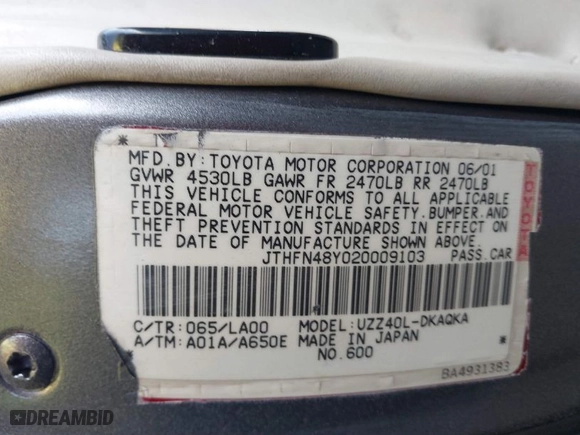 MFD. BY: TOYOTA MOTOR CORPORATION 06/01
GVWR 4530LB GAWR FR 2470LB RR 2470LB
THIS VEHICLE CONFORMS TO ALL APPLICABLE
FEDERAL MOTOR VEHICLE SAFETY, BUMPER, AND
THEFT PREVENTION STANDARDS IN EFFECT ON
THE DATE OF MANUFACTURE SHOWN ABOVE.
JTHFN48Y020009103 PASS. CAR
C/TR: 065/LA00 MODEL: UZZ40L-DKAQKA
A/TM: A01A/A650E MADE IN JAPAN
NO. 600
BA4931383
TOYOTA
DREAMBID